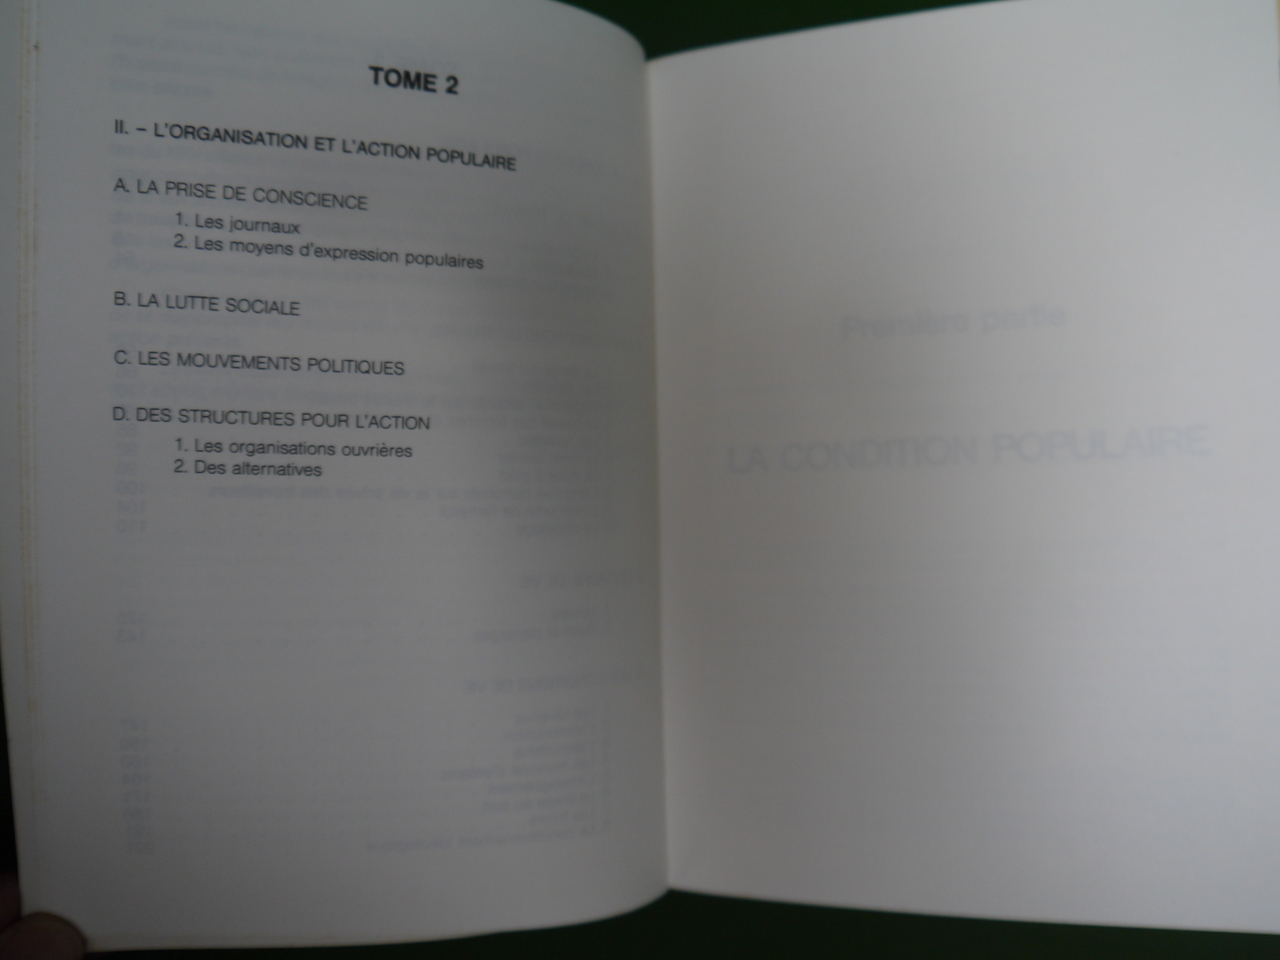 TOME 2
II. – L'ORGANISATION ET L'ACTION POPULAIRE
A. LA PRISE DE CONSCIENCE
1. Les journaux
2. Les moyens d'expression populaires
B. LA LUTTE SOCIALE
C. LES MOUVEMENTS POLITIQUES
D. DES STRUCTURES POUR L'ACTION
1. Les organisations ouvrières
2. Des alternatives
Première partie
LA CONDITION POPULAIRE